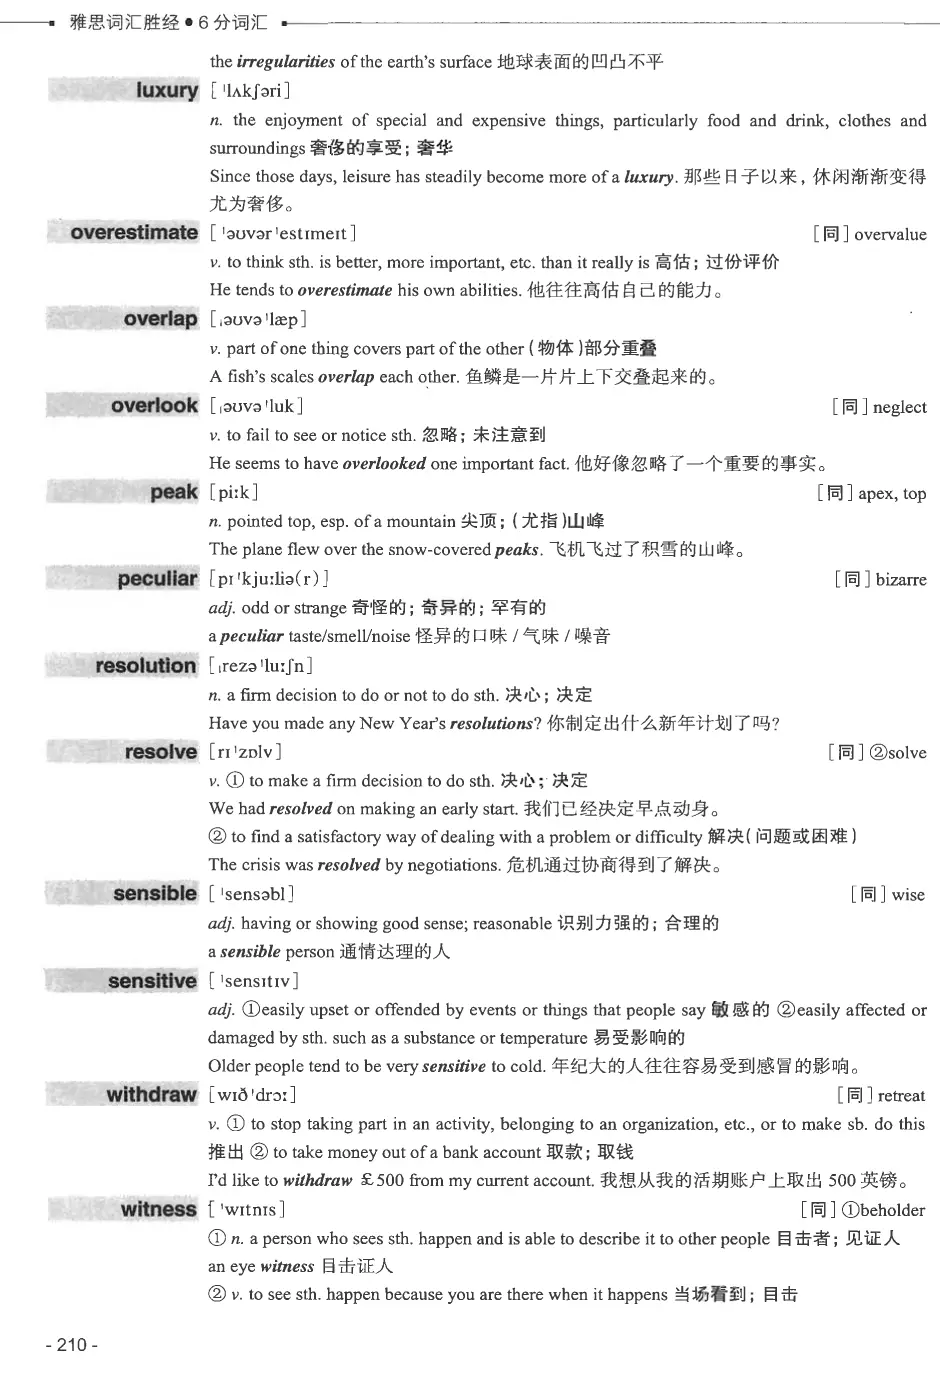 雅思词汇胜经●6分词汇
the irregularities of the earth's surface 地球表面的凹凸不平
luxury [ˈlʌkʃəri]
n. the enjoyment of special and expensive things, particularly food and drink, clothes and
surroundings 奢侈的享受；奢华
Since those days, leisure has steadily become more of a luxury. 那些日子以来，休闲渐渐变得
尤为奢侈。
overestimate [ˈəʊvərˈestɪmeɪt] [同] overvalue
v. to think sth. is better, more important, etc. than it really is 高估；过份评价
He tends to overestimate his own abilities. 他往往高估自己的能力。
overlap [ˌəʊvəˈlæp]
v. part of one thing covers part of the other (物体)部分重叠
A fish's scales overlap each other. 鱼鳞是一片片上下交叠起来的。
overlook [ˌəʊvəˈluk] [同] neglect
v. to fail to see or notice sth. 忽略；未注意到
He seems to have overlooked one important fact. 他好像忽略了一个重要的事实。
peak [piːk] [同] apex, top
n. pointed top, esp. of a mountain 尖顶；(尤指)山峰
The plane flew over the snow-covered peaks. 飞机飞过了积雪的山峰。
peculiar [pɪˈkjuːliə(r)] [同] bizarre
adj. odd or strange 奇怪的；奇异的；罕有的
a peculiar taste/smell/noise 怪异的口味/气味/噪音
resolution [ˌrezəˈluːʃn]
n. a firm decision to do or not to do sth. 决心；决定
Have you made any New Year's resolutions? 你制定出什么新年计划了吗?
resolve [rɪˈzɒlv] [同] ②solve
v. ① to make a firm decision to do sth. 决心；决定
We had resolved on making an early start. 我们已经决定早点动身。
② to find a satisfactory way of dealing with a problem or difficulty 解决(问题或困难)
The crisis was resolved by negotiations. 危机通过协商得到了解决。
sensible [ˈsensəbl] [同] wise
adj. having or showing good sense; reasonable 识别力强的；合理的
a sensible person 通情达理的人
sensitive [ˈsensɪtɪv]
adj. ①easily upset or offended by events or things that people say 敏感的 ②easily affected or
damaged by sth. such as a substance or temperature 易受影响的
Older people tend to be very sensitive to cold. 年纪大的人往往容易受到感冒的影响。
withdraw [wɪðˈdrɔː] [同] retreat
v. ① to stop taking part in an activity, belonging to an organization, etc., or to make sb. do this
推出 ② to take money out of a bank account 取款；取钱
I'd like to withdraw £500 from my current account. 我想从我的活期账户上取出 500 英镑。
witness [ˈwɪtnɪs] [同] ①beholder
① n. a person who sees sth. happen and is able to describe it to other people 目击者；见证人
an eye witness 目击证人
② v. to see sth. happen because you are there when it happens 当场看到；目击
- 210 -